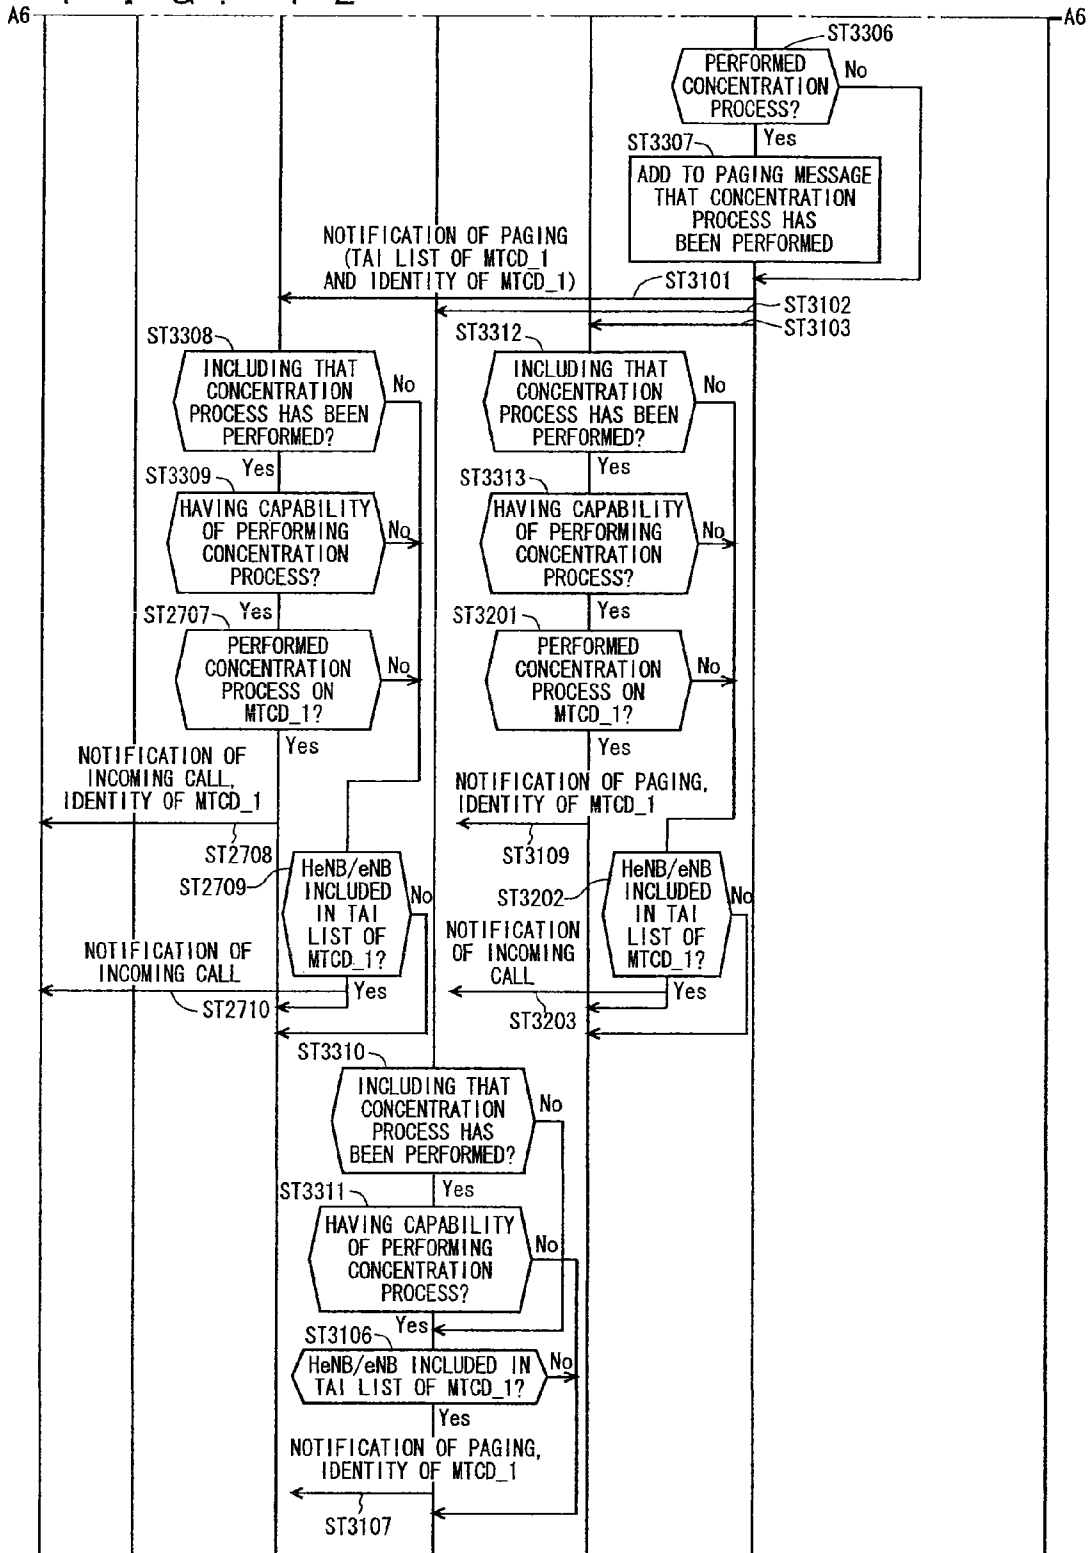 A6
A6
ST3306
PERFORMED
CONCENTRATION
PROCESS?
No
Yes
ST3307
ADD TO PAGING MESSAGE
THAT CONCENTRATION
PROCESS HAS
BEEN PERFORMED
NOTIFICATION OF PAGING
(TAI LIST OF MTCD_1
AND IDENTITY OF MTCD_1)
ST3101
ST3102
ST3103
ST3308
INCLUDING THAT
CONCENTRATION
PROCESS HAS BEEN
PERFORMED?
No
Yes
ST3309
HAVING CAPABILITY
OF PERFORMING
CONCENTRATION
PROCESS?
No
Yes
ST2707
PERFORMED
CONCENTRATION
PROCESS ON
MTCD_1?
No
Yes
NOTIFICATION OF
INCOMING CALL,
IDENTITY OF MTCD_1
ST2708
ST2709
HeNB/eNB
INCLUDED
IN TAI
LIST OF
MTCD_1?
No
Yes
NOTIFICATION OF
INCOMING CALL
ST2710
ST3312
INCLUDING THAT
CONCENTRATION
PROCESS HAS BEEN
PERFORMED?
No
Yes
ST3313
HAVING CAPABILITY
OF PERFORMING
CONCENTRATION
PROCESS?
No
Yes
ST3201
PERFORMED
CONCENTRATION
PROCESS ON
MTCD_1?
No
Yes
NOTIFICATION OF PAGING,
IDENTITY OF MTCD_1
ST3109
ST3202
HeNB/eNB
INCLUDED
IN TAI
LIST OF
MTCD_1?
No
Yes
NOTIFICATION
OF INCOMING
CALL
ST3203
ST3310
INCLUDING THAT
CONCENTRATION
PROCESS HAS
BEEN PERFORMED?
No
Yes
ST3311
HAVING CAPABILITY
OF PERFORMING
CONCENTRATION
PROCESS?
No
Yes
ST3106
HeNB/eNB INCLUDED IN
TAI LIST OF MTCD_1?
No
Yes
NOTIFICATION OF PAGING,
IDENTITY OF MTCD_1
ST3107